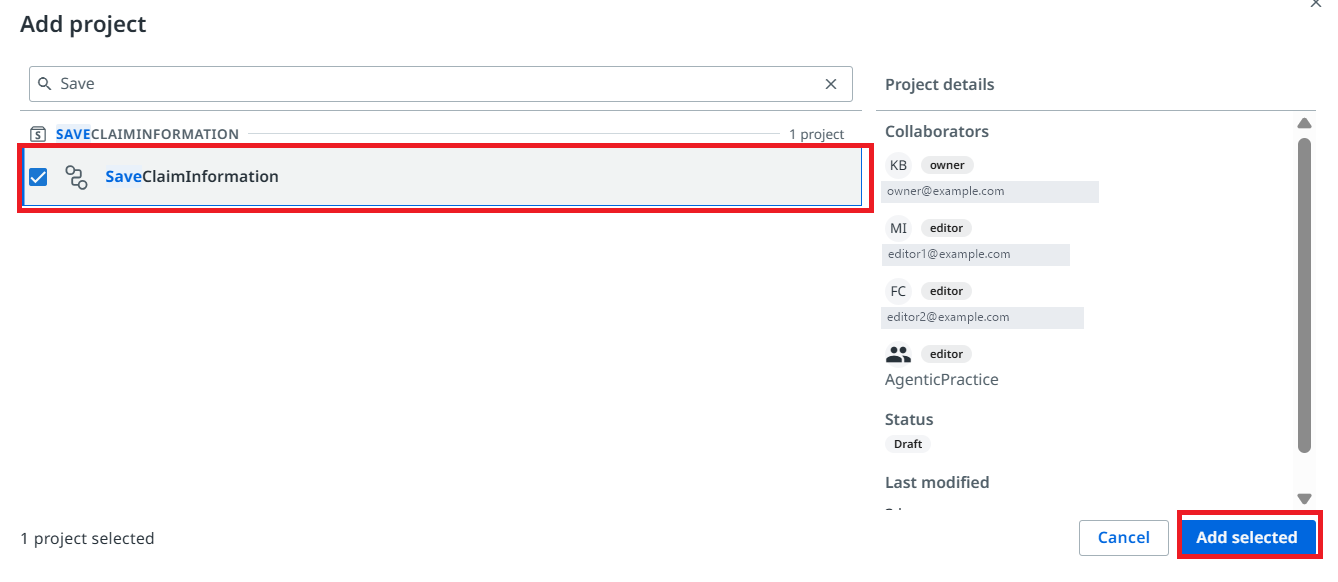 Add project
Save
SAVECLAIMINFORMATION 1 project
SaveClaimInformation
Project details
Collaborators
KB owner
owner@example.com
MI editor
editor1@example.com
FC editor
editor2@example.com
editor
AgenticPractice
Status
Draft
Last modified
1 project selected
Cancel
Add selected